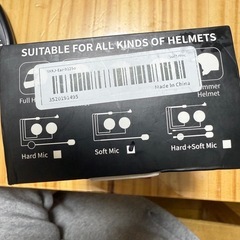 SUITABLE FOR ALL KINDS OF HELMETS
Full H
mmer
Helmet
3520261495
Made in China
Hard Mic
Soft Mic
Hard+Soft Mic